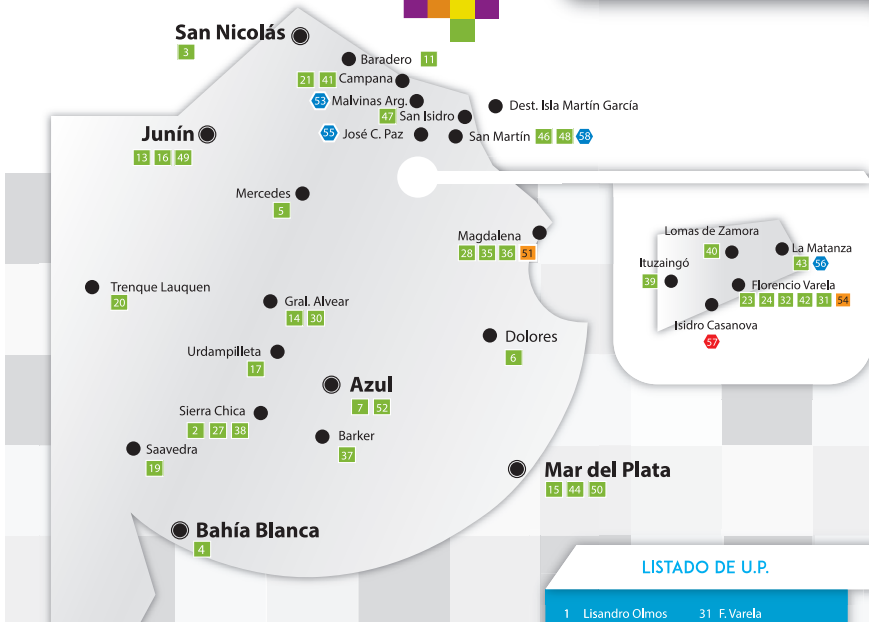 San Nicolás
3
Baradero 11
21 41 Campana
53 Malvinas Arg.
47 San Isidro
Dest. Isla Martín García
55 José C. Paz
San Martín 46 48 58
Junín
13 16 49
Mercedes
5
Magdalena
28 35 36 51
Lomas de Zamora
40
La Matanza
43 56
Ituzaingó
39
Florencio Varela
23 24 32 42 31 54
Isidro Casanova
57
Trenque Lauquen
20
Gral. Alvear
14 30
Dolores
6
Urdampilleta
17
Azul
7 52
Sierra Chica
2 27 38
Barker
37
Saavedra
19
Mar del Plata
15 44 50
Bahía Blanca
4
LISTADO DE U.P.
1 Lisandro Olmos 31 F. Varela